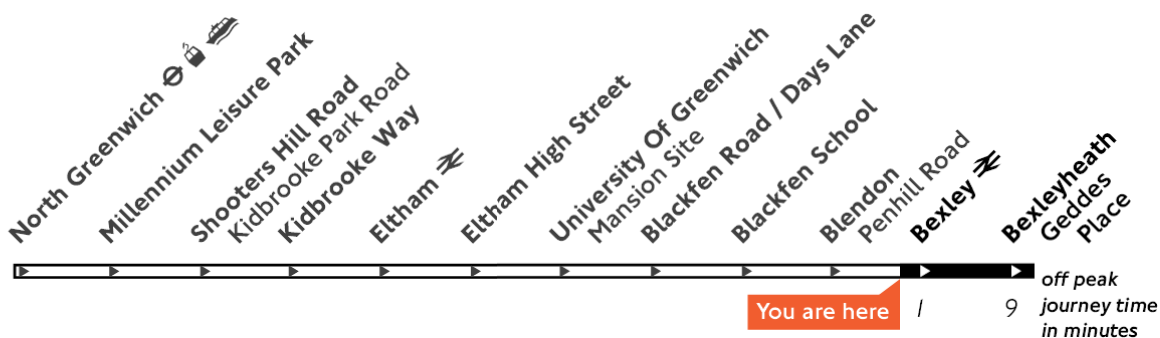 North Greenwich
Millennium Leisure Park
Shooters Hill Road
Kidbrooke Park Road
Kidbrooke Way
Eltham
Eltham High Street
University Of Greenwich
Mansion Site
Blackfen Road / Days Lane
Blackfen School
Blendon
Penhill Road
Bexley
Bexleyheath
Geddes
Place
You are here
1
9
off peak
journey time
in minutes